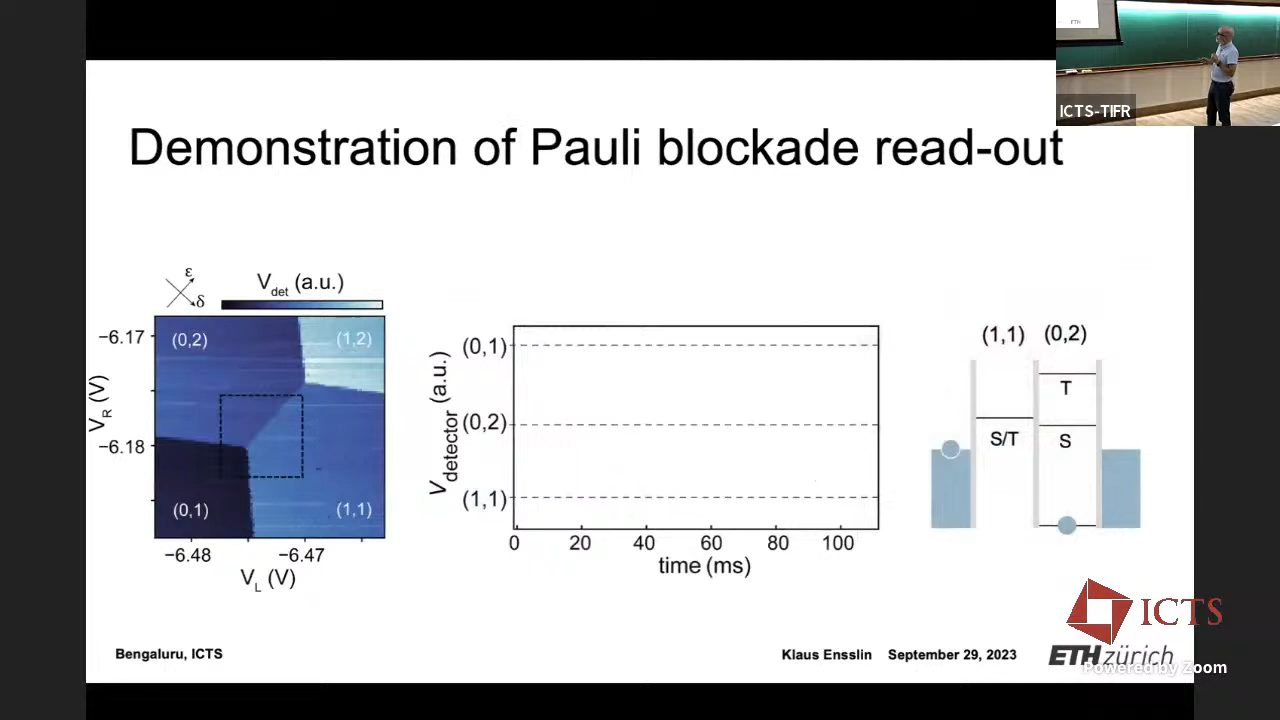 ETH
ICTS-TIFR
Demonstration of Pauli blockade read-out
ε
δ
V_det (a.u.)
(0,2)
(1,2)
(0,1)
(1,1)
−6.17
−6.18
V_R (V)
−6.48
−6.47
V_L (V)
V_detector (a.u.)
(0,1)
(0,2)
(1,1)
0 20 40 60 80 100
time (ms)
(1,1) (0,2)
T
S/T
S
ICTS
Bengaluru, ICTS
Klaus Ensslin September 29, 2023
ETH zürich
Powered by Zoom